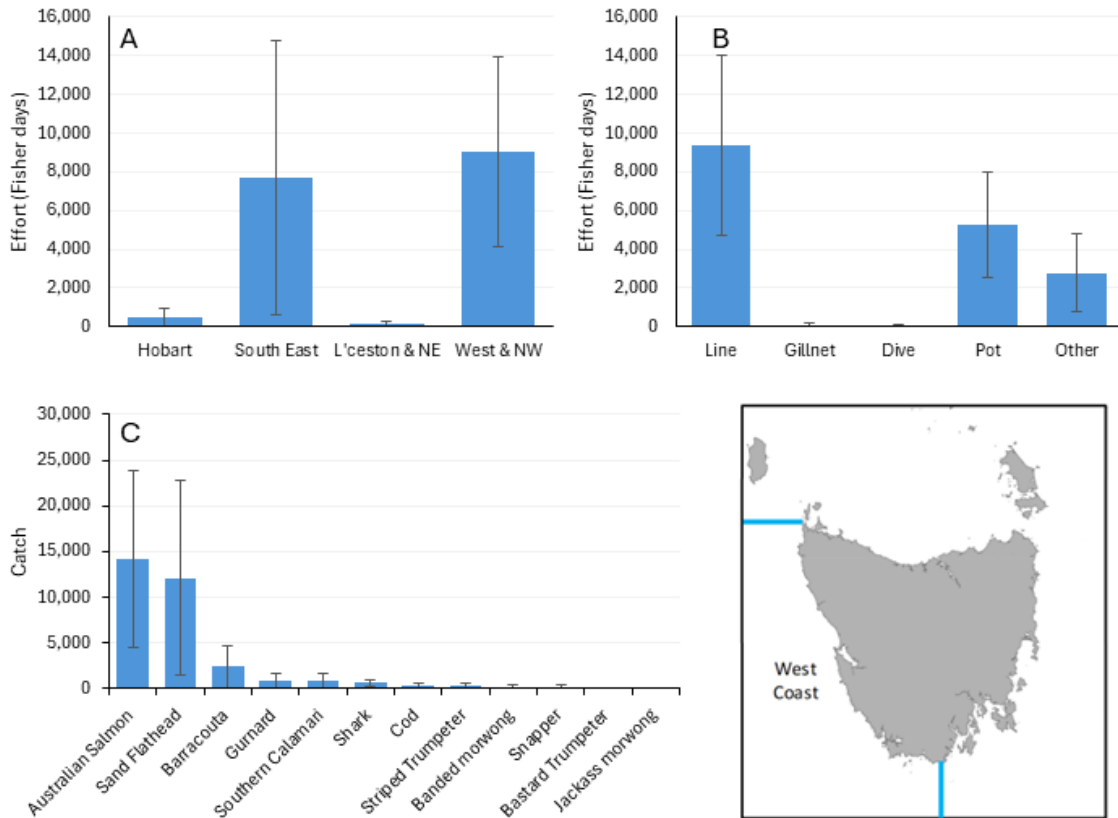 A
Effort (Fisher days)
16,000
14,000
12,000
10,000
8,000
6,000
4,000
2,000
0
Hobart
South East
L'ceston & NE
West & NW
B
Effort (Fisher days)
16,000
14,000
12,000
10,000
8,000
6,000
4,000
2,000
0
Line
Gillnet
Dive
Pot
Other
C
Catch
30,000
25,000
20,000
15,000
10,000
5,000
0
Australian Salmon
Sand Flathead
Barracouta
Gurnard
Southern Calamari
Shark
Cod
Striped Trumpeter
Banded morwong
Snapper
Bastard Trumpeter
Jackass morwong
West
Coast